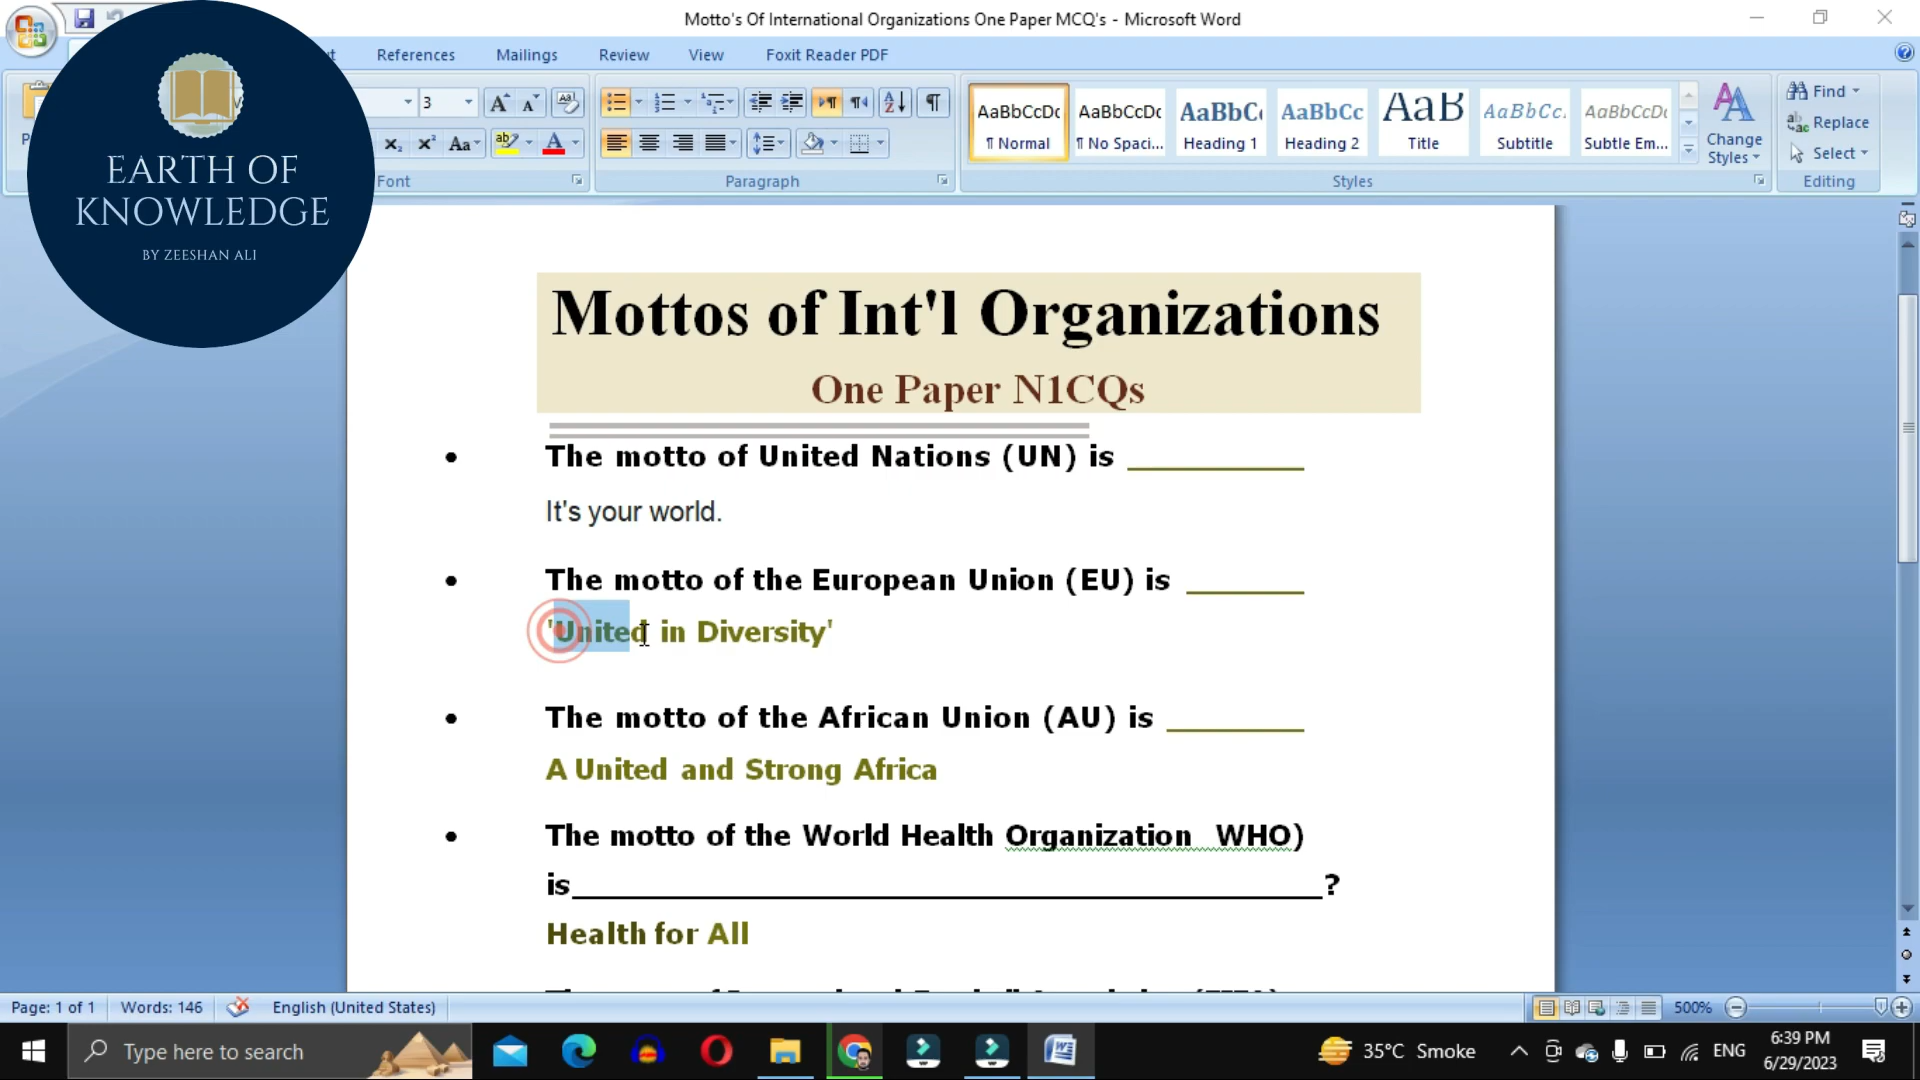 Motto's Of International Organizations One Paper MCQ's - Microsoft Word
References Mailings Review View Foxit Reader PDF
EARTH OF
KNOWLEDGE
BY ZEESHAN ALI
3
Aa
Font
Paragraph
AaBbCcDc AaBbCcDc AaBbC AaBbCc AaB AaBbCc. AaBbCcDc
¶ Normal ¶ No Spaci... Heading 1 Heading 2 Title Subtitle Subtle Em...
Change
Styles
Styles
Find
Replace
Select
Editing
Mottos of Int'l Organizations
One Paper N1CQs
• The motto of United Nations (UN) is __________
It's your world.
• The motto of the European Union (EU) is _______
'United in Diversity'
• The motto of the African Union (AU) is ________
A United and Strong Africa
• The motto of the World Health Organization WHO)
is____________________________________________?
Health for All
Page: 1 of 1 Words: 146 English (United States) 500%
Type here to search
35°C Smoke
ENG
6:39 PM
6/29/2023